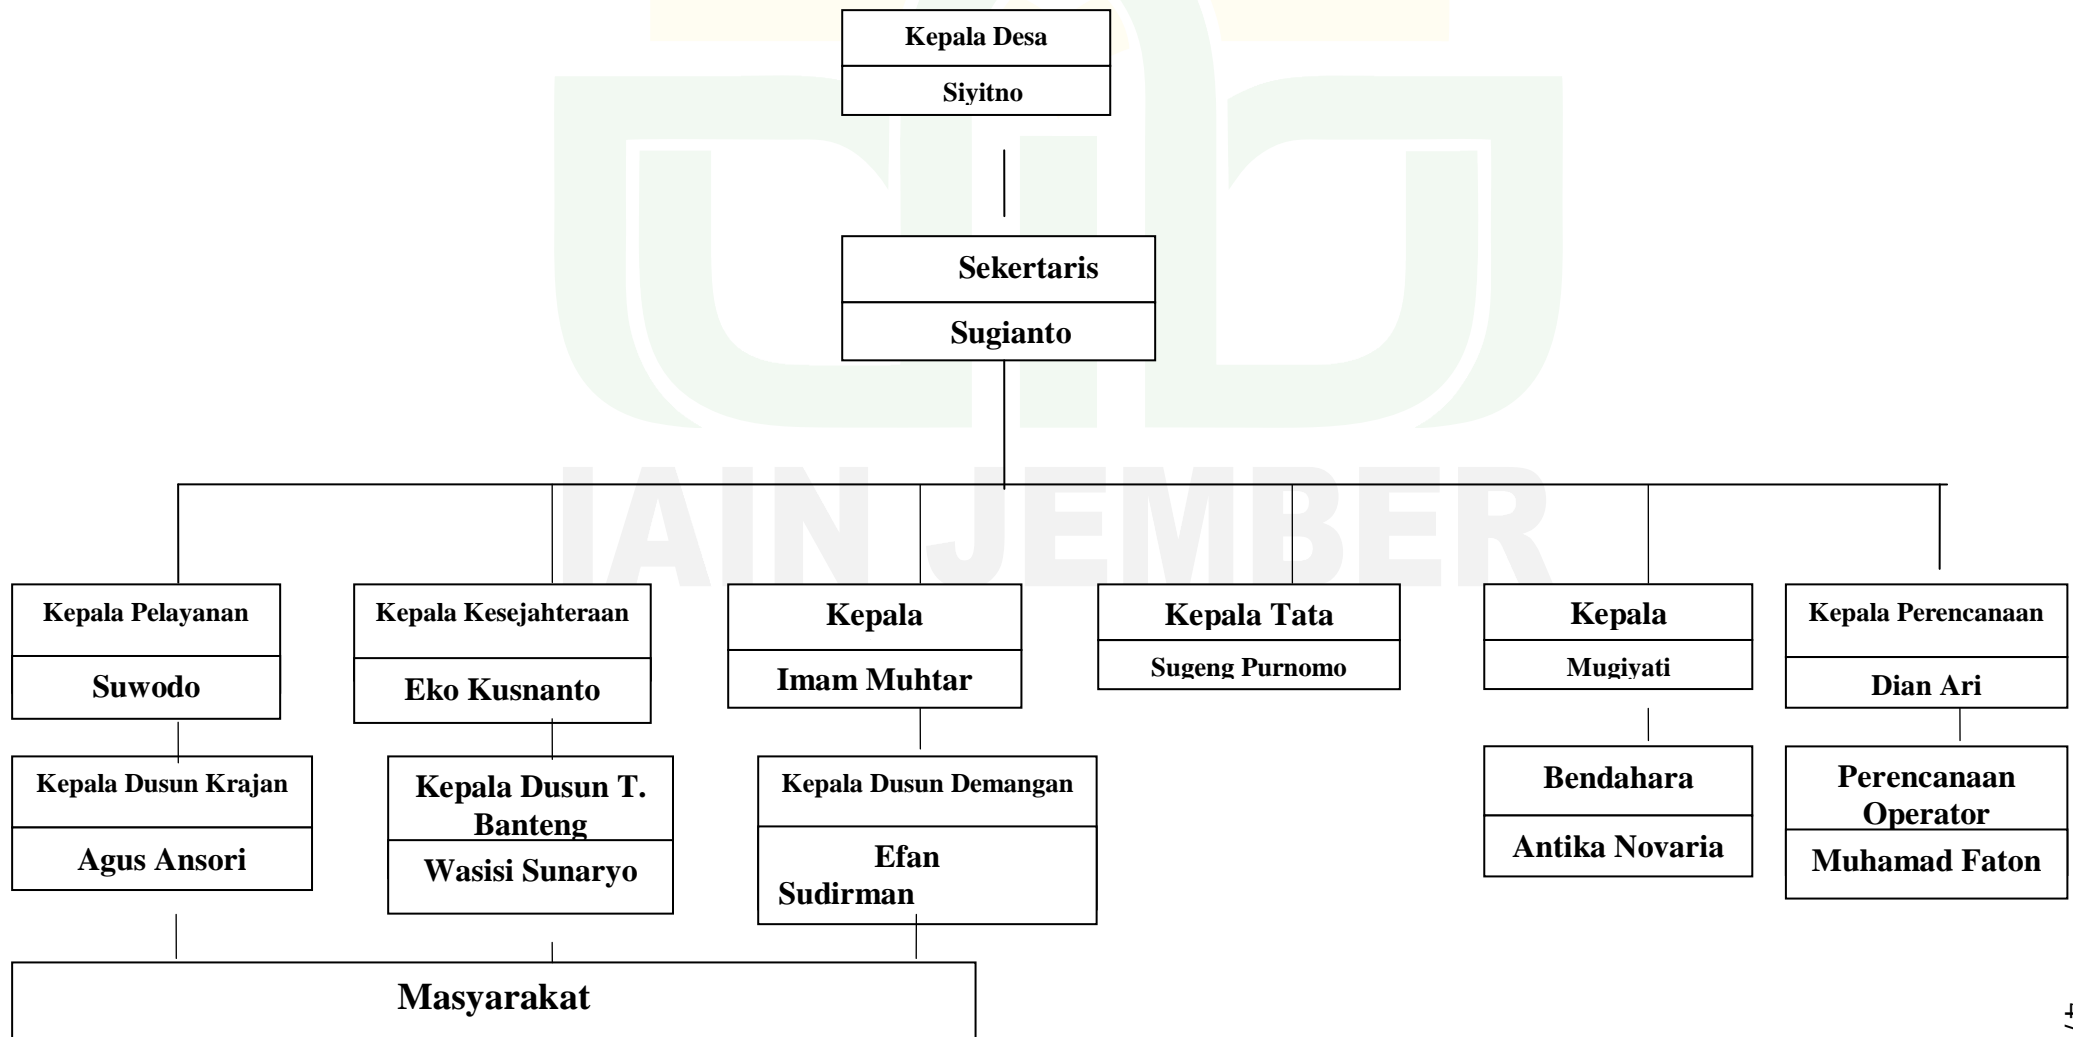 Kepala Desa
Siyitno
Sekertaris
Sugianto
IAIN JEMBER
Kepala Pelayanan
Suwodo
Kepala Kesejahteraan
Eko Kusnanto
Kepala
Imam Muhtar
Kepala Tata
Sugeng Purnomo
Kepala
Mugiyati
Kepala Perencanaan
Dian Ari
Kepala Dusun Krajan
Agus Ansori
Kepala Dusun T.
Banteng
Wasisi Sunaryo
Kepala Dusun Demangan
Efan
Sudirman
Bendahara
Antika Novaria
Perencanaan
Operator
Muhamad Faton
Masyarakat